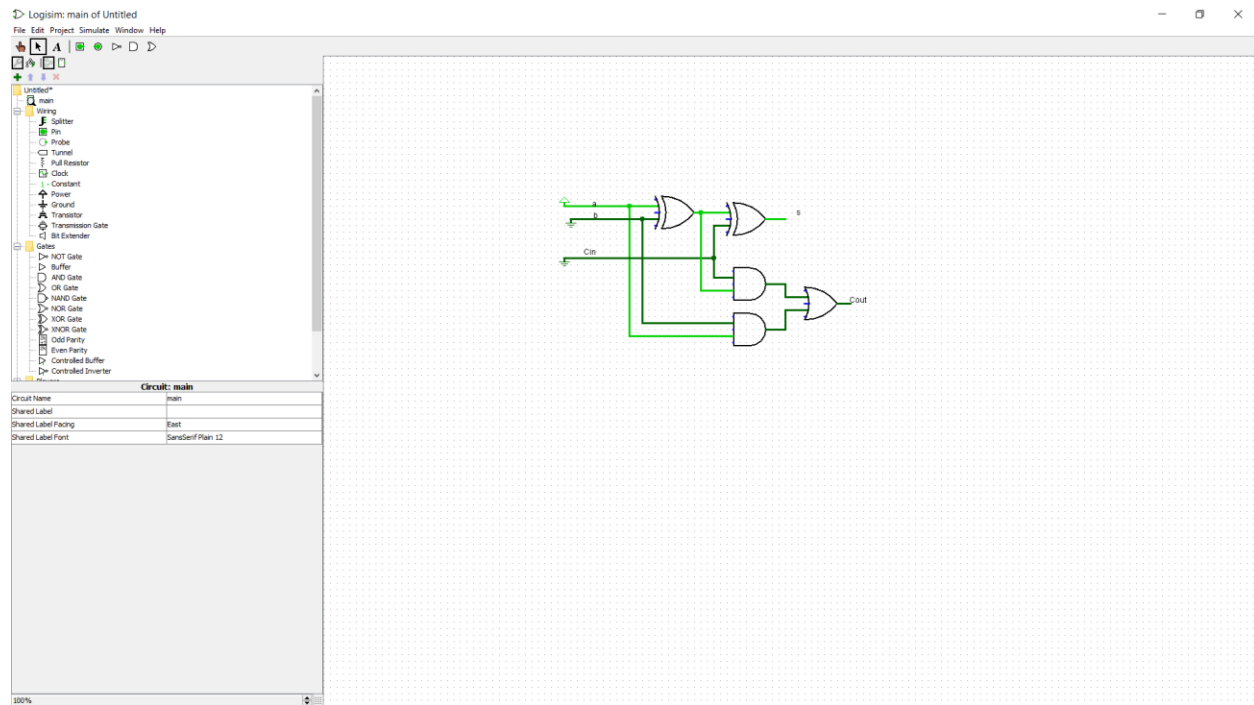 Logisim: main of Untitled
File Edit Project Simulate Window Help
A
Untitled*
main
Wiring
Splitter
Pin
Probe
Tunnel
Pull Resistor
Clock
1 Constant
Power
Ground
Transistor
Transmission Gate
Bit Extender
Gates
NOT Gate
Buffer
AND Gate
OR Gate
NAND Gate
NOR Gate
XOR Gate
XNOR Gate
Odd Parity
Even Parity
Controlled Buffer
Controlled Inverter
Circuit: main
Circuit Name main
Shared Label
Shared Label Facing East
Shared Label Font SansSerif Plain 12
100%
a
b
Cin
s
Cout